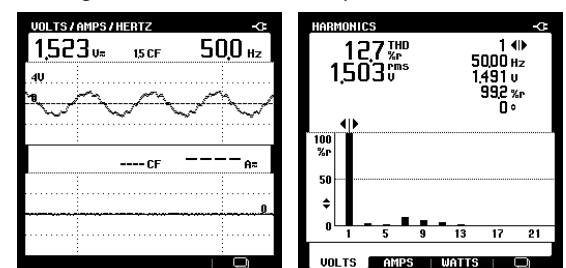 VOLTS/AMPS/HERTZ
1,523 V≂ 1,5 CF 50,0 Hz
4V
0
---- CF ---- A≂
0
HARMONICS
12,7 THD %r 1
1,503 rms V 50,00 Hz
1,491 V
99,2 %r
0 °
100
%r
50
0
1 5 9 13 17 21
VOLTS AMPS WATTS